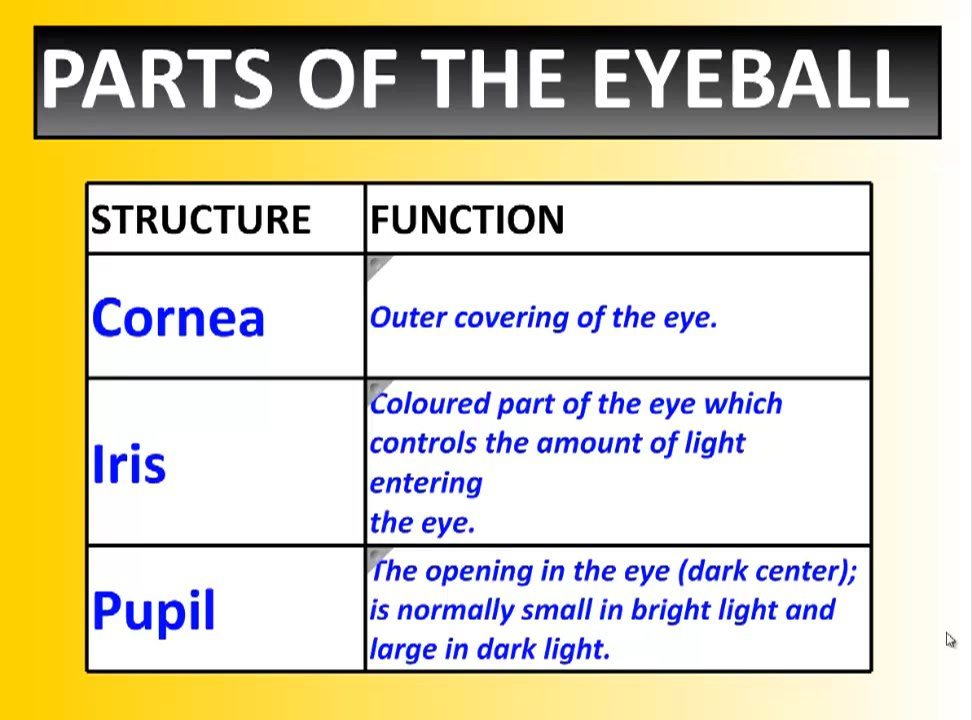 PARTS OF THE EYEBALL
STRUCTURE
FUNCTION
Cornea
Outer covering of the eye.
Iris
Coloured part of the eye which
controls the amount of light
entering
the eye.
Pupil
The opening in the eye (dark center);
is normally small in bright light and
large in dark light.